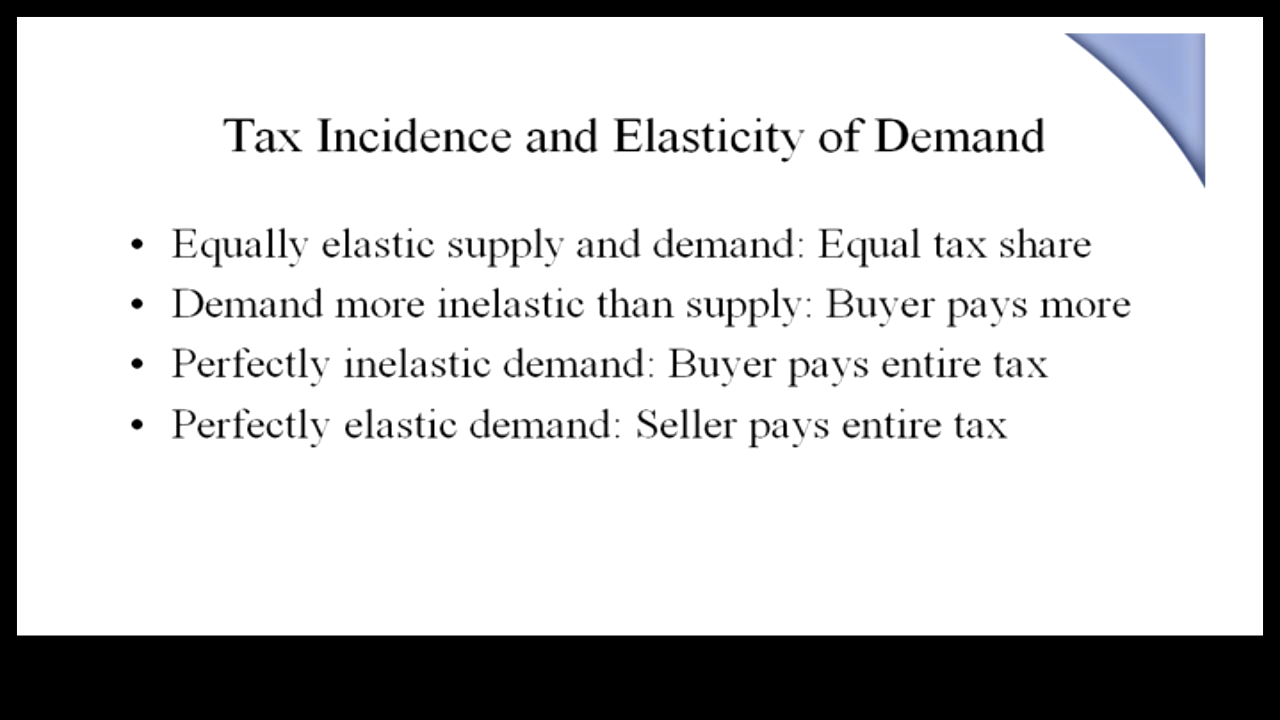 Tax Incidence and Elasticity of Demand
• Equally elastic supply and demand: Equal tax share
• Demand more inelastic than supply: Buyer pays more
• Perfectly inelastic demand: Buyer pays entire tax
• Perfectly elastic demand: Seller pays entire tax